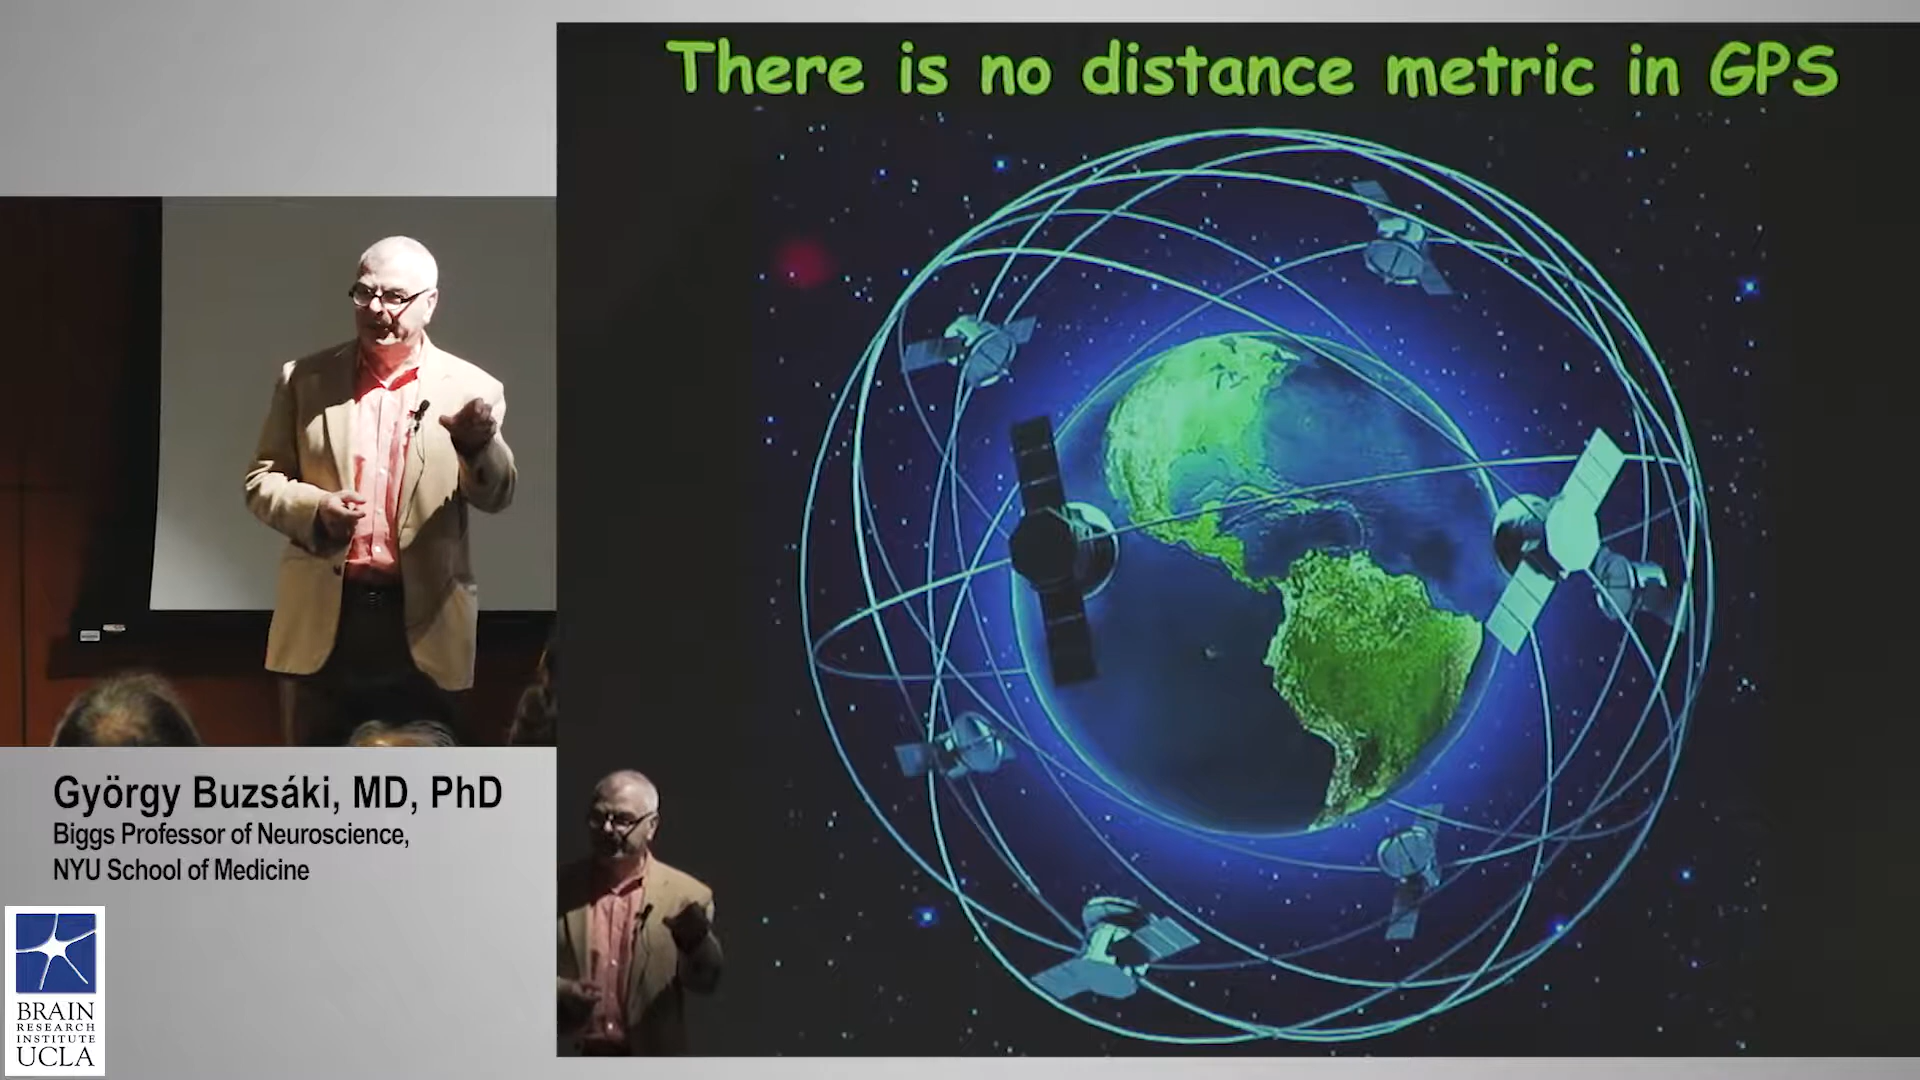 There is no distance metric in GPS
György Buzsáki, MD, PhD
Biggs Professor of Neuroscience,
NYU School of Medicine
BRAIN
RESEARCH
INSTITUTE
UCLA